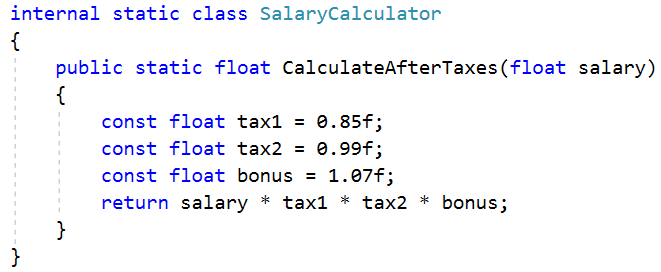 internal static class SalaryCalculator
{
    public static float CalculateAfterTaxes(float salary)
    {
        const float tax1 = 0.85f;
        const float tax2 = 0.99f;
        const float bonus = 1.07f;
        return salary * tax1 * tax2 * bonus;
    }
}